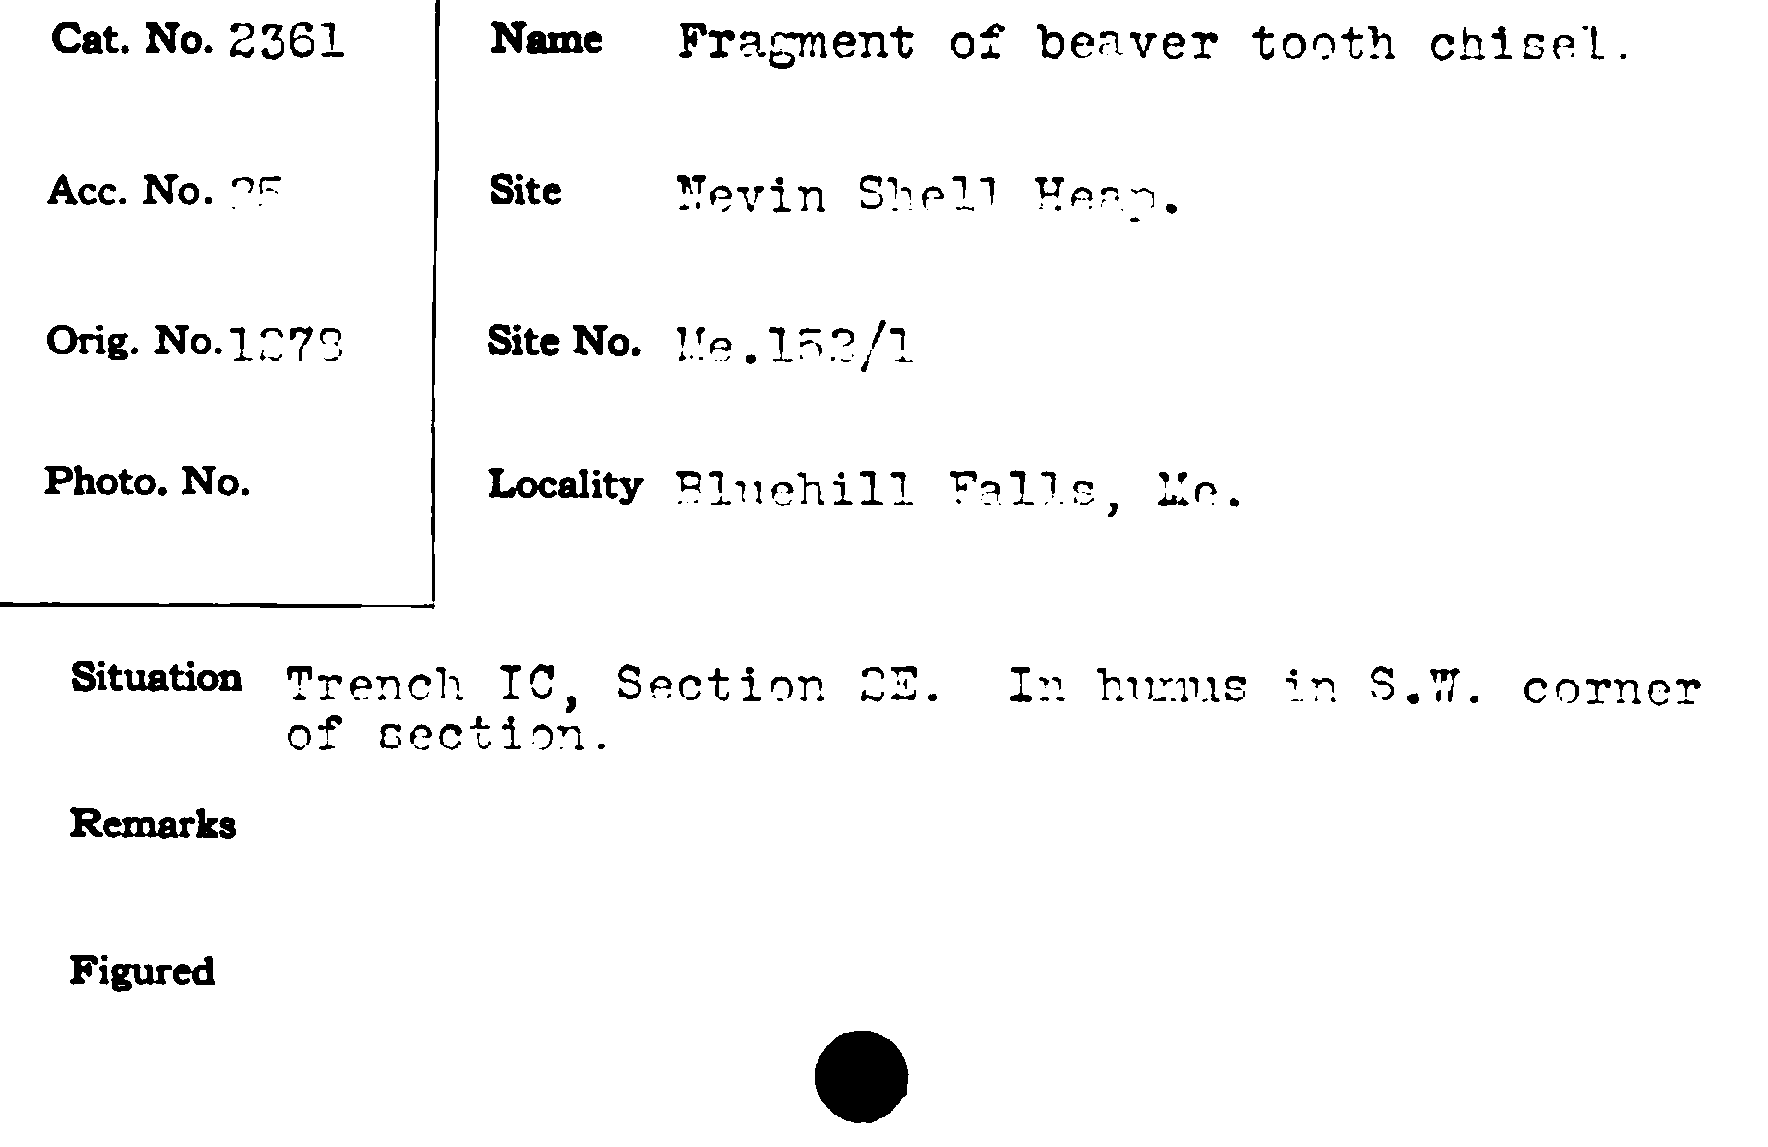 Cat. No. 2361
Name Fragment of beaver tooth chisel.
Acc. No. 25
Site Nevin Shell Heap.
Orig. No.
Site No. Me.152/1
Photo. No.
Locality Bluehill Falls, Me.
Situation Trench IC, Section 2E. In humus in S.W. corner
of section.
Remarks
Figured